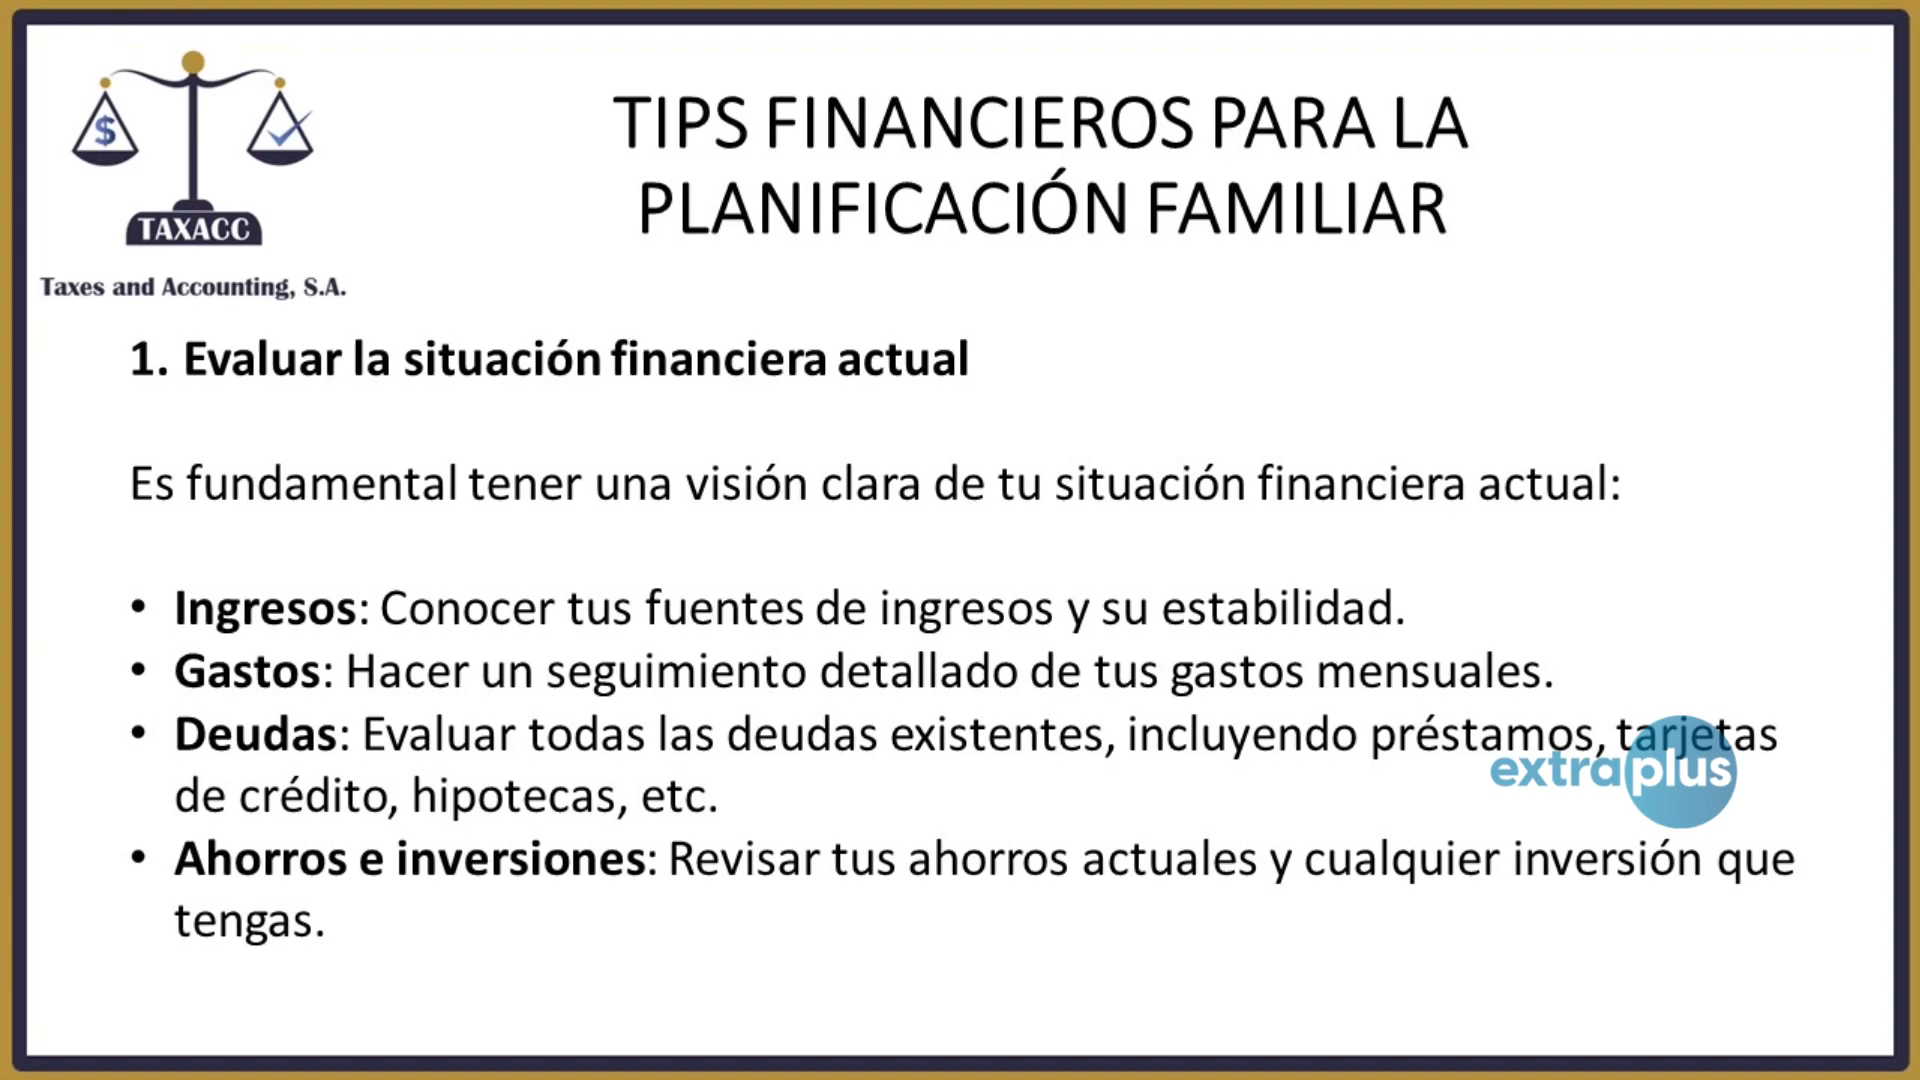 $
TAXACC
Taxes and Accounting, S.A.
TIPS FINANCIEROS PARA LA
PLANIFICACIÓN FAMILIAR
1. Evaluar la situación financiera actual
Es fundamental tener una visión clara de tu situación financiera actual:
• Ingresos: Conocer tus fuentes de ingresos y su estabilidad.
• Gastos: Hacer un seguimiento detallado de tus gastos mensuales.
• Deudas: Evaluar todas las deudas existentes, incluyendo préstamos, tarjetas
de crédito, hipotecas, etc.
extra plus
• Ahorros e inversiones: Revisar tus ahorros actuales y cualquier inversión que
tengas.